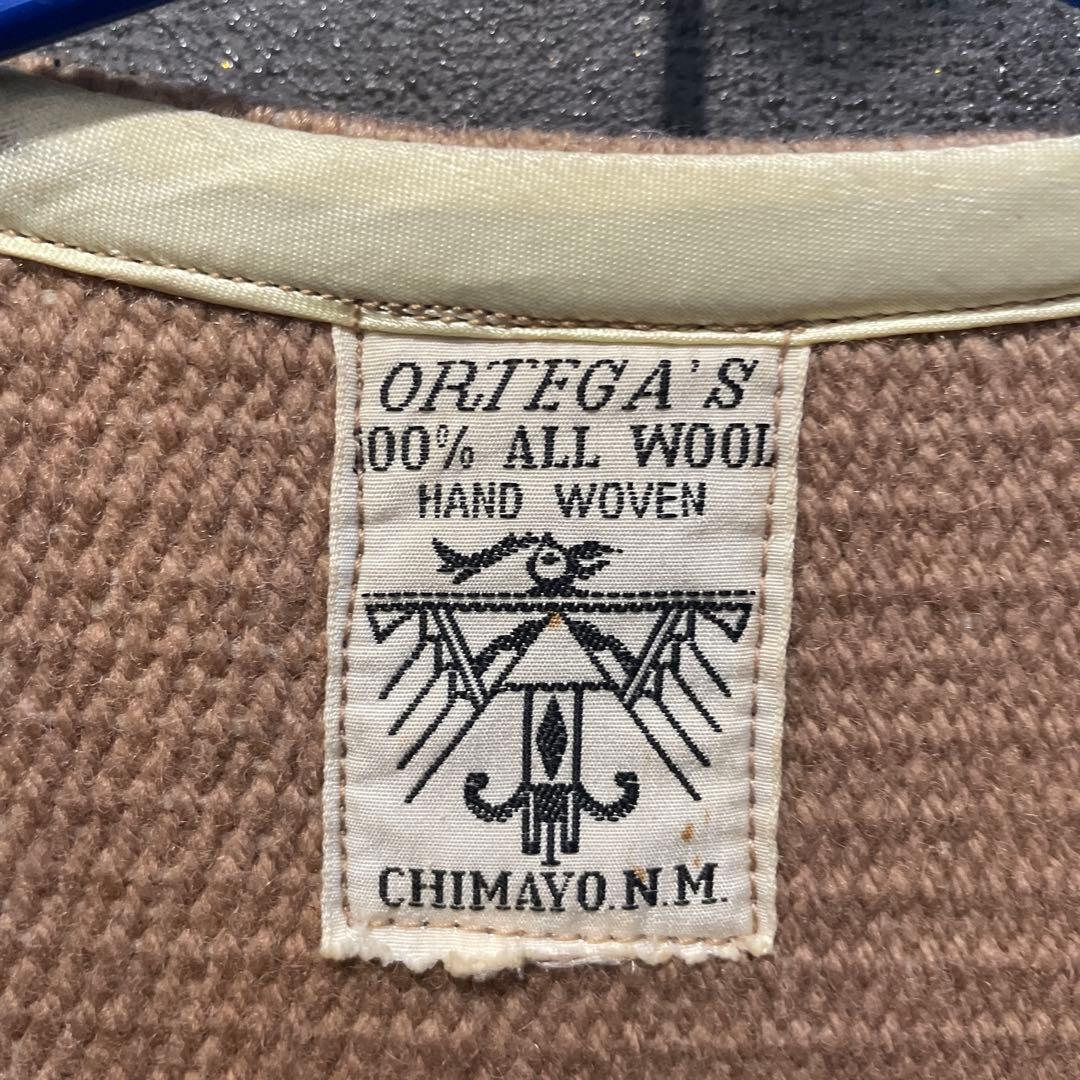 ORTEGA'S
100% ALL WOOL
HAND WOVEN
CHIMAYO.N.M.